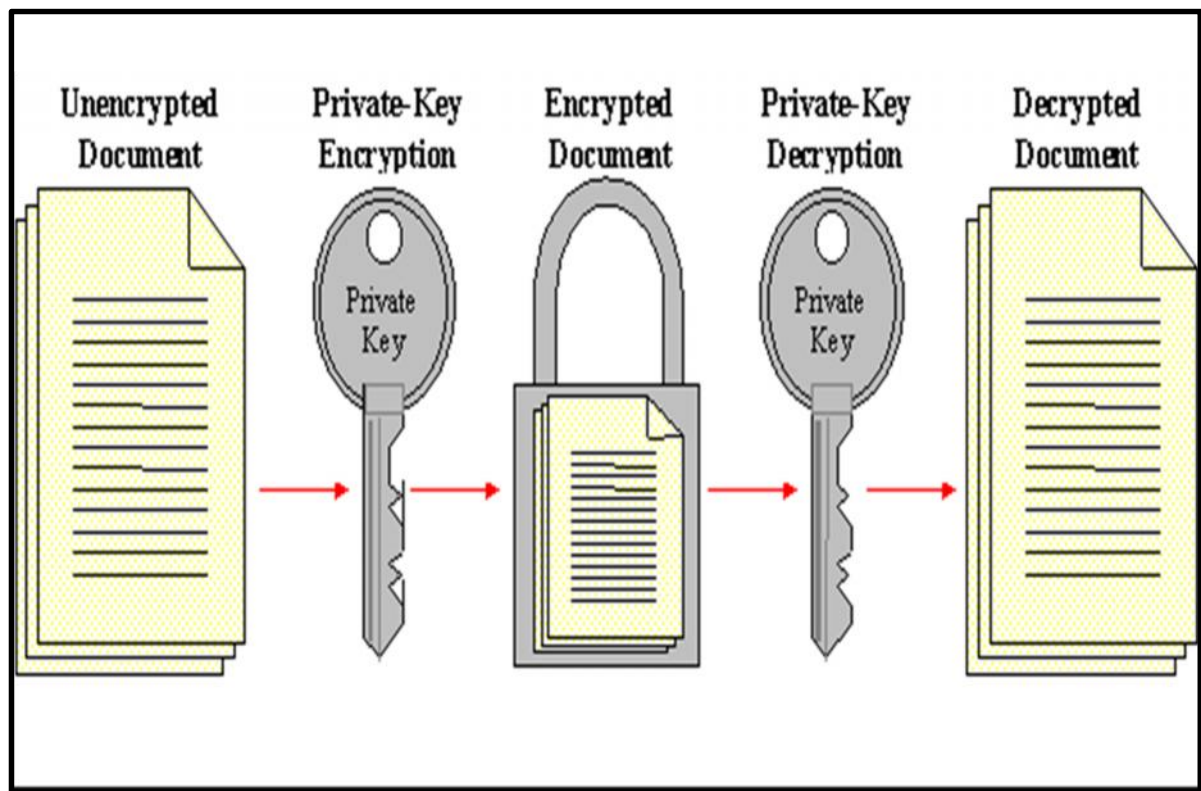 Unencrypted
Document
Private-Key
Encryption
Encrypted
Document
Private-Key
Decryption
Decrypted
Document
Private
Key
Private
Key